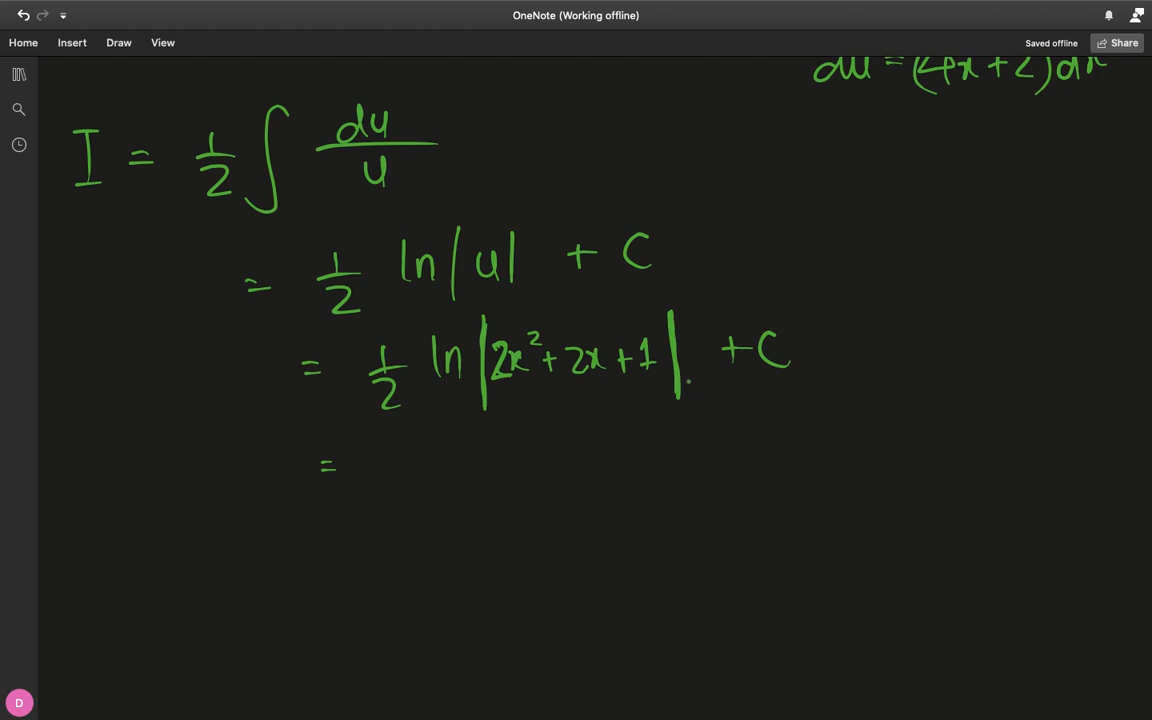 OneNote (Working offline)
Home Insert Draw View
Saved offline Share
du = (4x + 2) dx
I = 1/2 ∫ du/u
= 1/2 ln|u| + C
= 1/2 ln|2x² + 2x + 1| + C
=
D